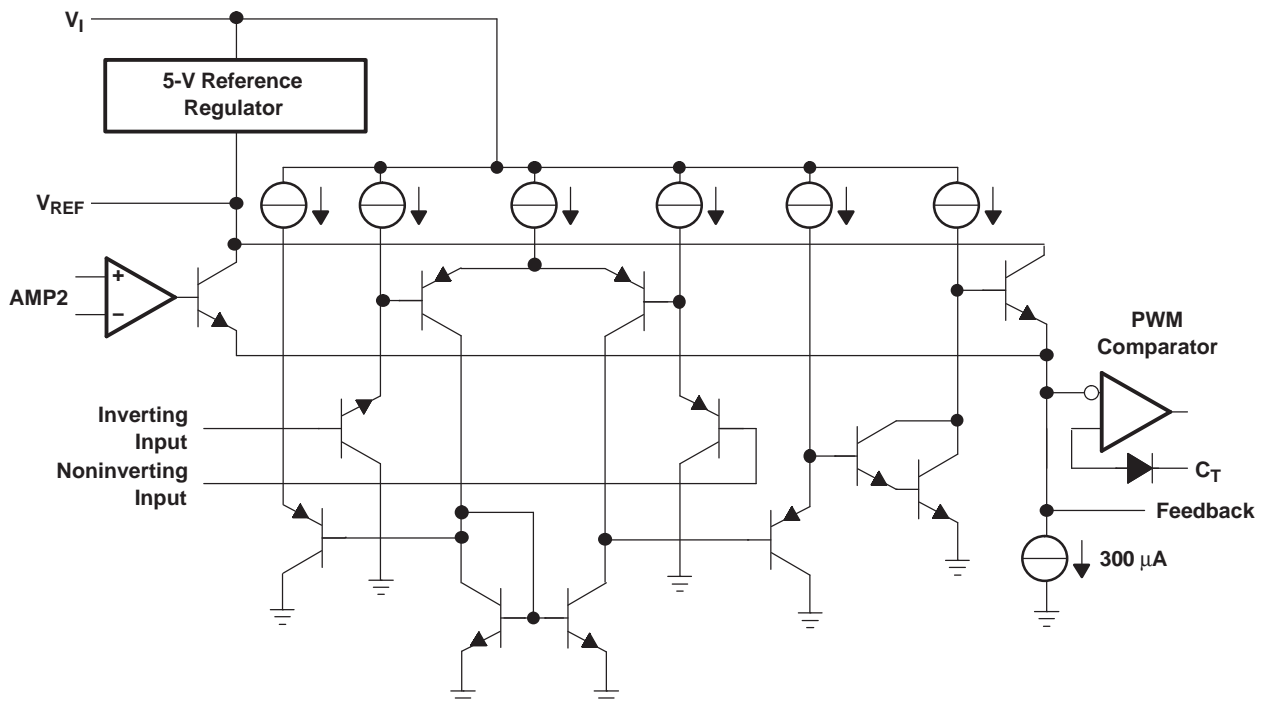 VI
5-V Reference
Regulator
VREF
AMP2
+
−
PWM
Comparator
Inverting
Input
Noninverting
Input
CT
Feedback
300 μA